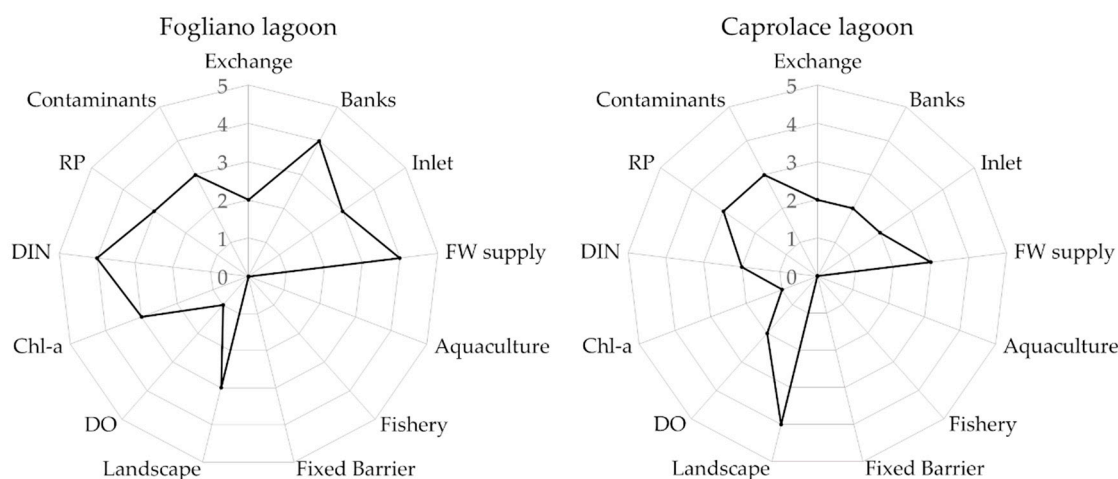 Fogliano lagoon
Exchange
5
Contaminants
Banks
4
RP
3
Inlet
2
DIN
1
FW supply
0
Chl-a
Aquaculture
DO
Fishery
Landscape
Fixed Barrier
Caprolace lagoon
Exchange
5
Contaminants
Banks
4
RP
3
Inlet
2
DIN
1
FW supply
0
Chl-a
Aquaculture
DO
Fishery
Landscape
Fixed Barrier